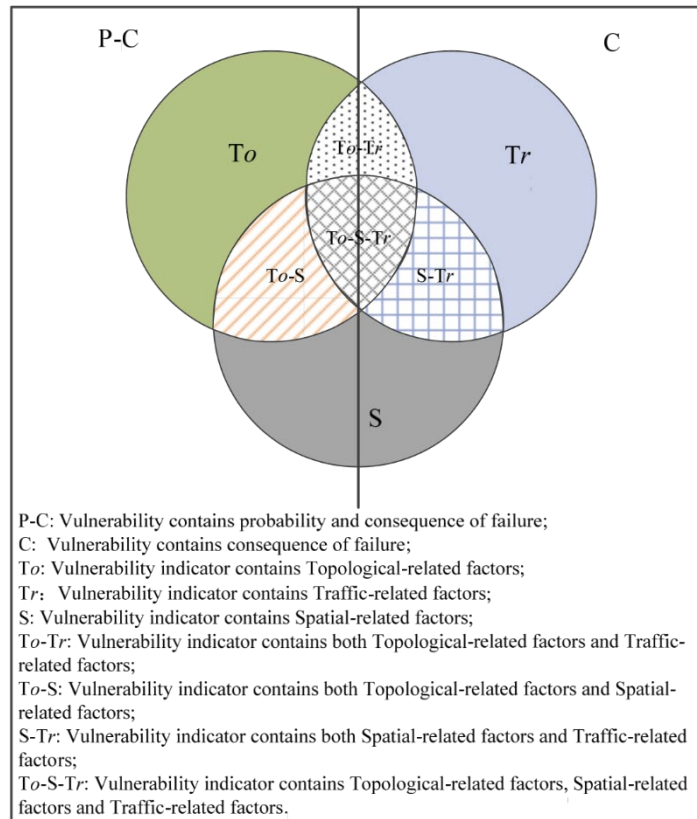 P-C
C
To
To-Tr
Tr
To-S-Tr
To-S
S-Tr
S
P-C: Vulnerability contains probability and consequence of failure;
C: Vulnerability contains consequence of failure;
To: Vulnerability indicator contains Topological-related factors;
Tr：Vulnerability indicator contains Traffic-related factors;
S: Vulnerability indicator contains Spatial-related factors;
To-Tr: Vulnerability indicator contains both Topological-related factors and Traffic-
related factors;
To-S: Vulnerability indicator contains both Topological-related factors and Spatial-
related factors;
S-Tr: Vulnerability indicator contains both Spatial-related factors and Traffic-related
factors;
To-S-Tr: Vulnerability indicator contains Topological-related factors, Spatial-related
factors and Traffic-related factors.